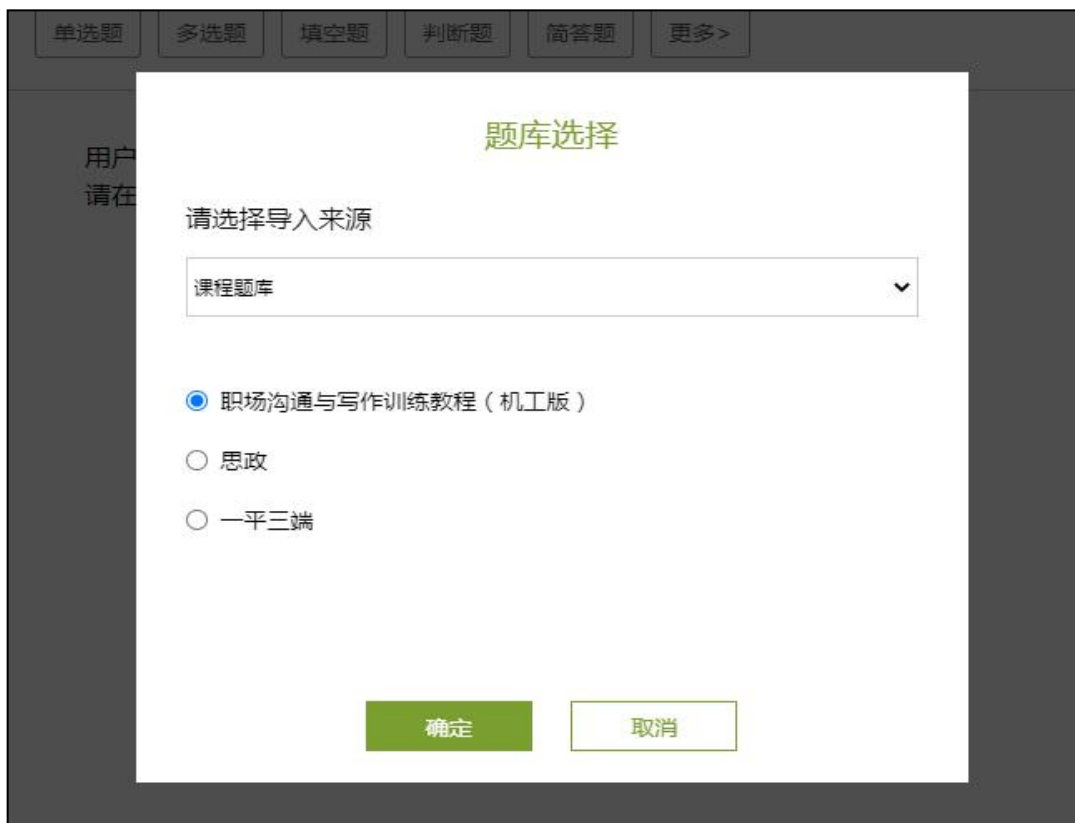 单选题 多选题 填空题 判断题 简答题 更多>
题库选择
用户
请在
请选择导入来源
课程题库
职场沟通与写作训练教程（机工版）
思政
一平三端
确定 取消